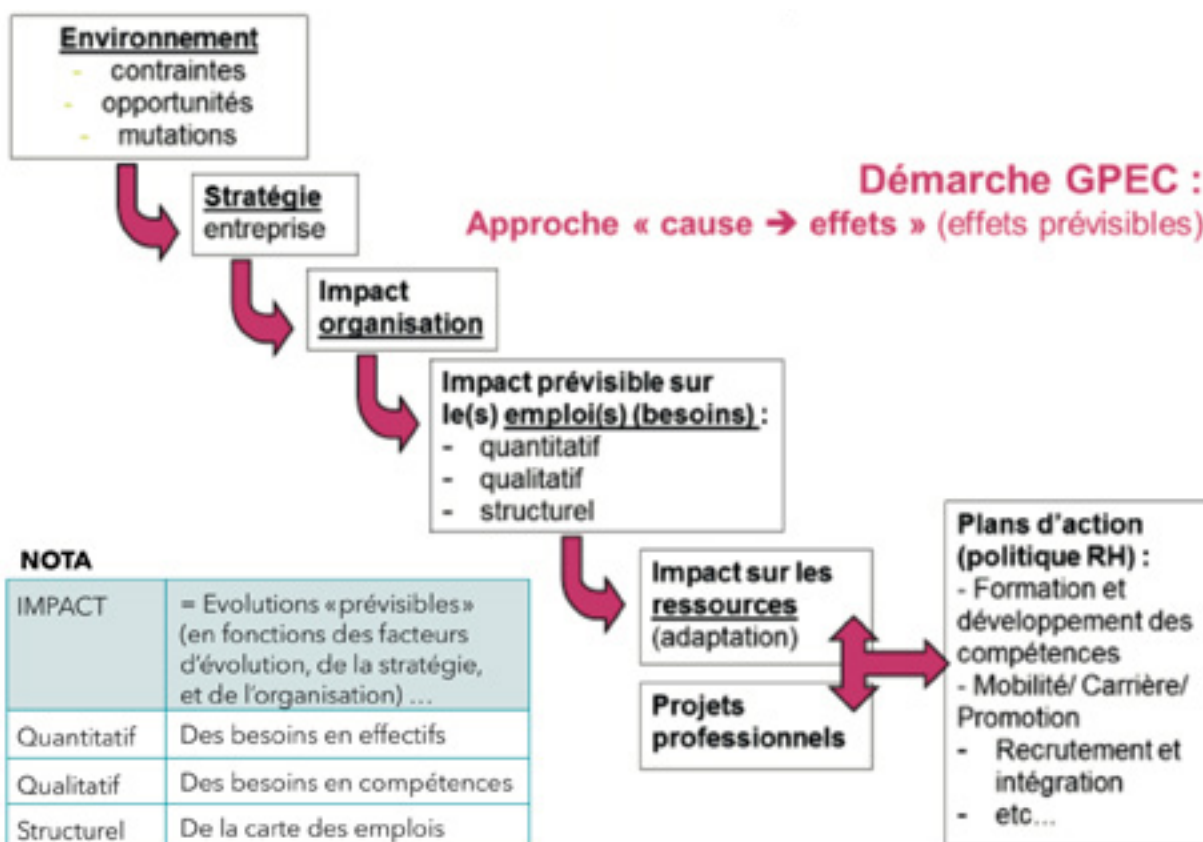 Environnement
- contraintes
- opportunités
- mutations
Stratégie
entreprise
Démarche GPEC :
Approche « cause → effets » (effets prévisibles)
Impact
organisation
Impact prévisible sur
le(s) emploi(s) (besoins) :
- quantitatif
- qualitatif
- structurel
Impact sur les
ressources
(adaptation)
Projets
professionnels
Plans d'action
(politique RH) :
- Formation et
développement des
compétences
- Mobilité/ Carrière/
Promotion
- Recrutement et
intégration
- etc...
NOTA
IMPACT
= Evolutions «prévisibles»
(en fonctions des facteurs
d'évolution, de la stratégie,
et de l'organisation) ...
Quantitatif
Des besoins en effectifs
Qualitatif
Des besoins en compétences
Structurel
De la carte des emplois